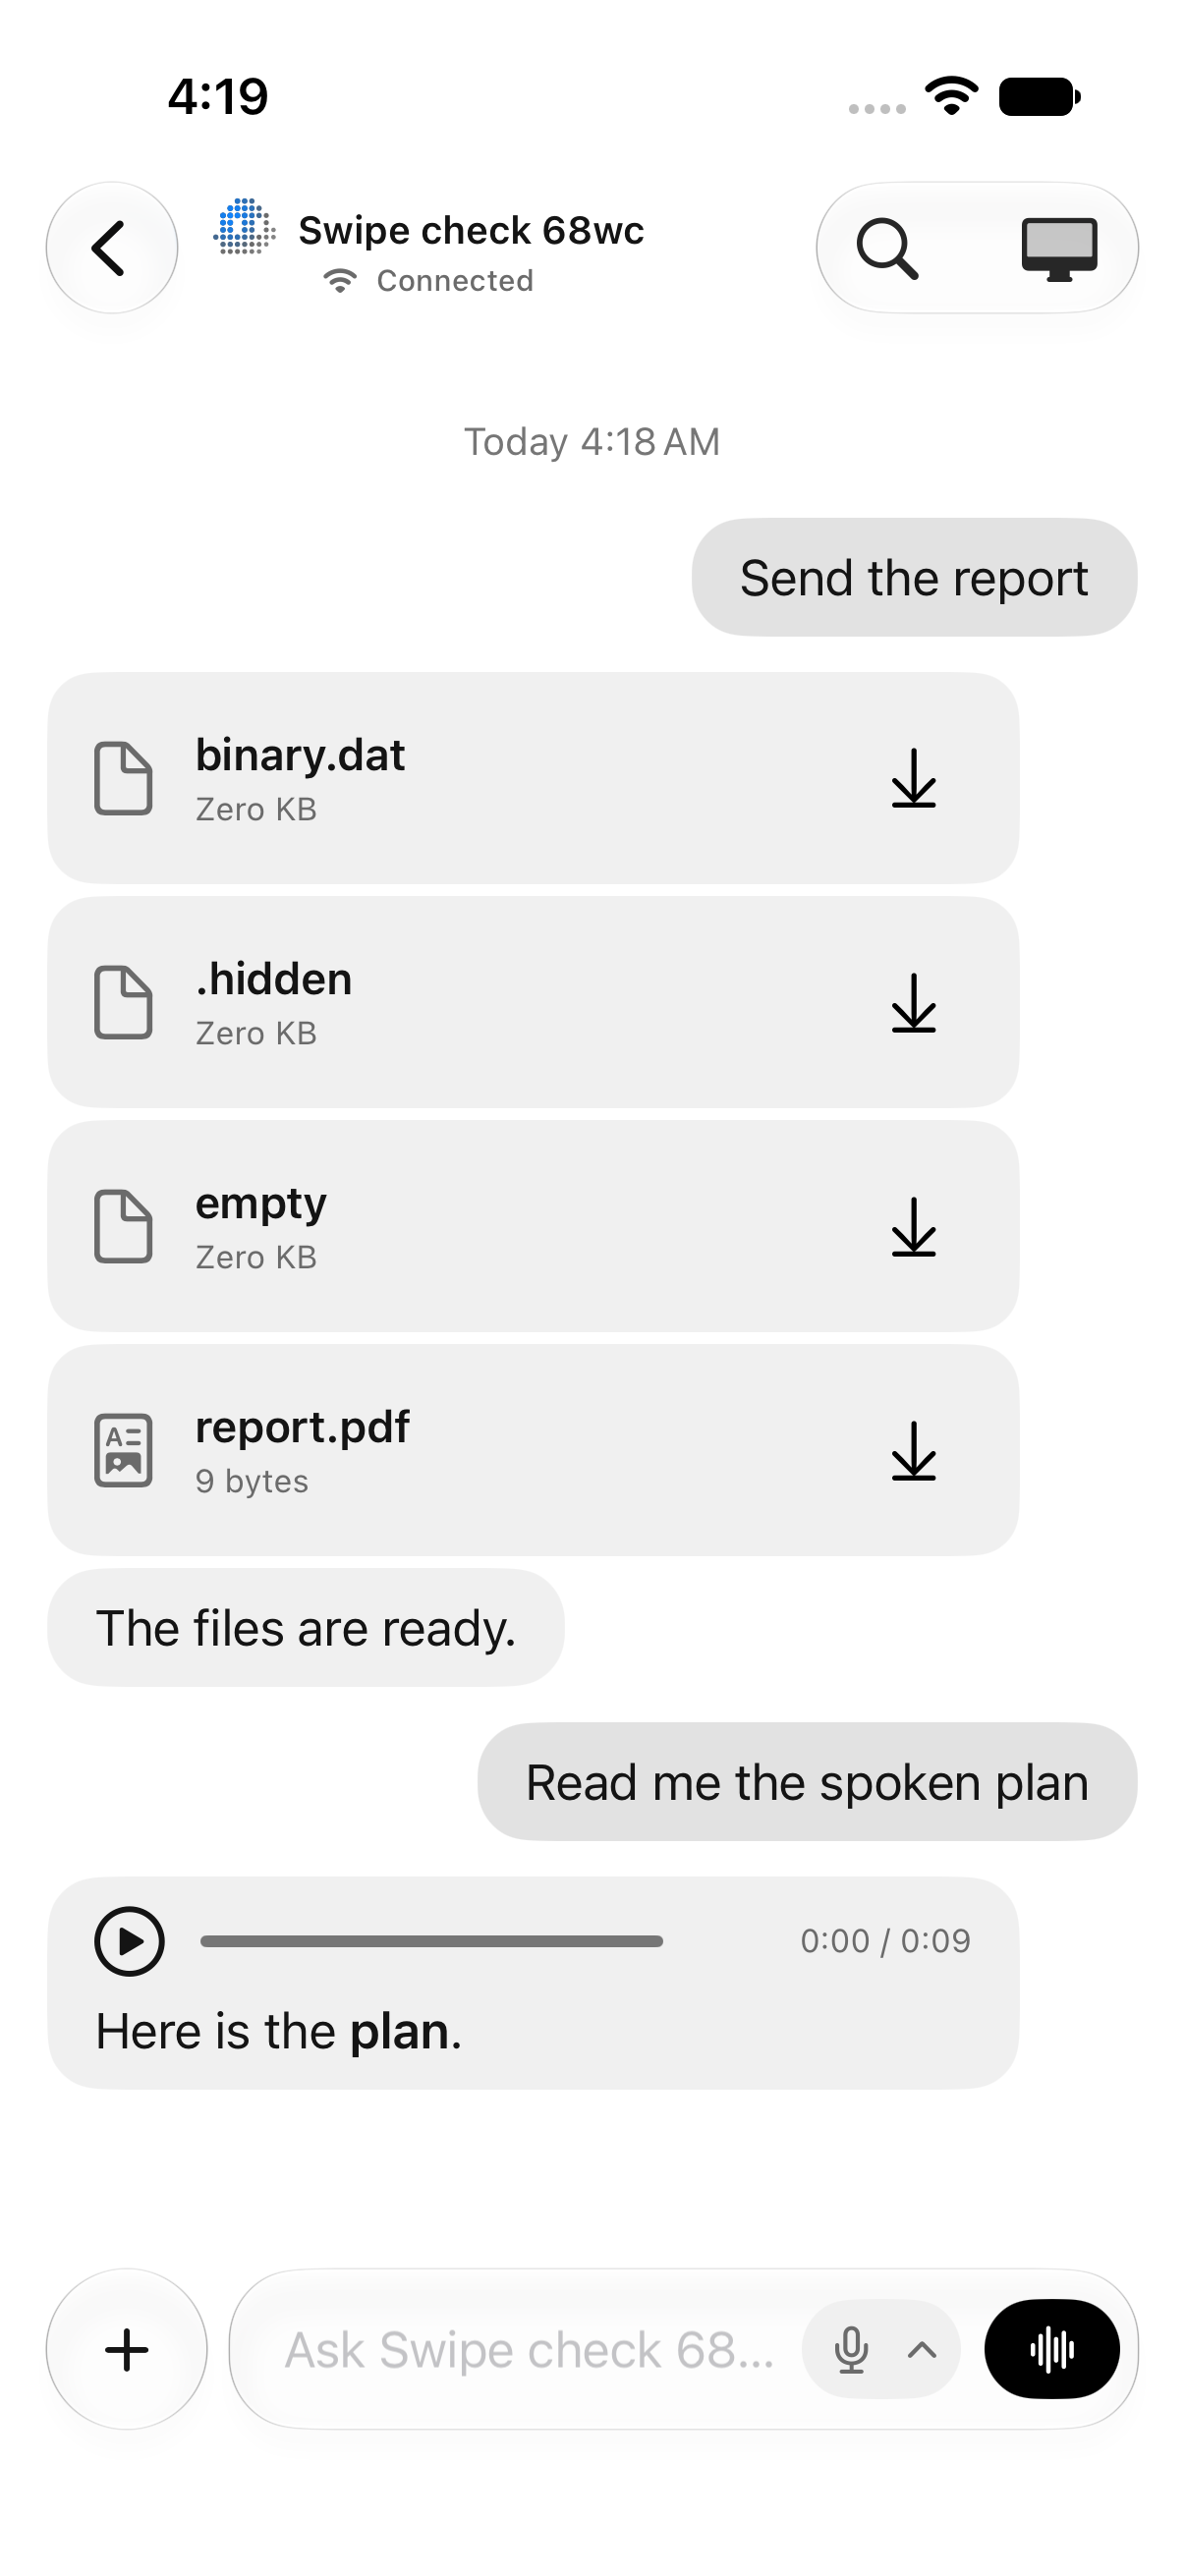 4:19
Swipe check 68wc
Connected
Today 4:18 AM
Send the report
binary.dat
Zero KB
.hidden
Zero KB
empty
Zero KB
report.pdf
9 bytes
The files are ready.
Read me the spoken plan
0:00 / 0:09
Here is the plan.
Ask Swipe check 68...